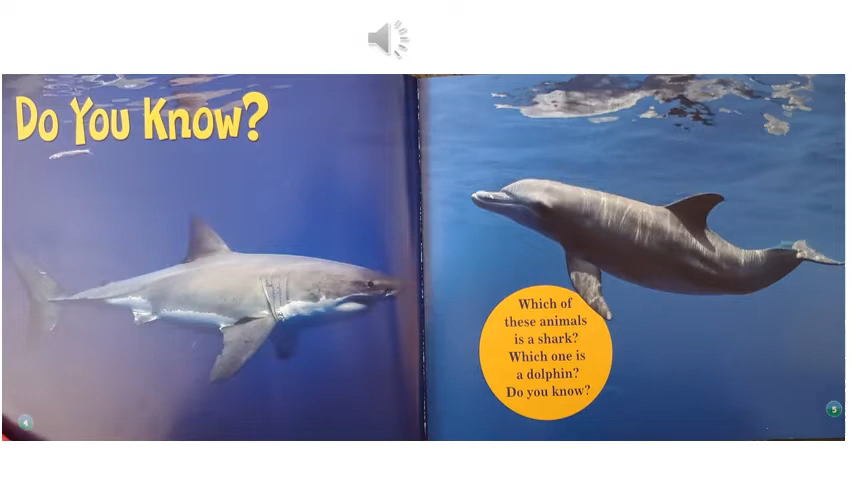 Do You Know?
Which of
these animals
is a shark?
Which one is
a dolphin?
Do you know?
4
5